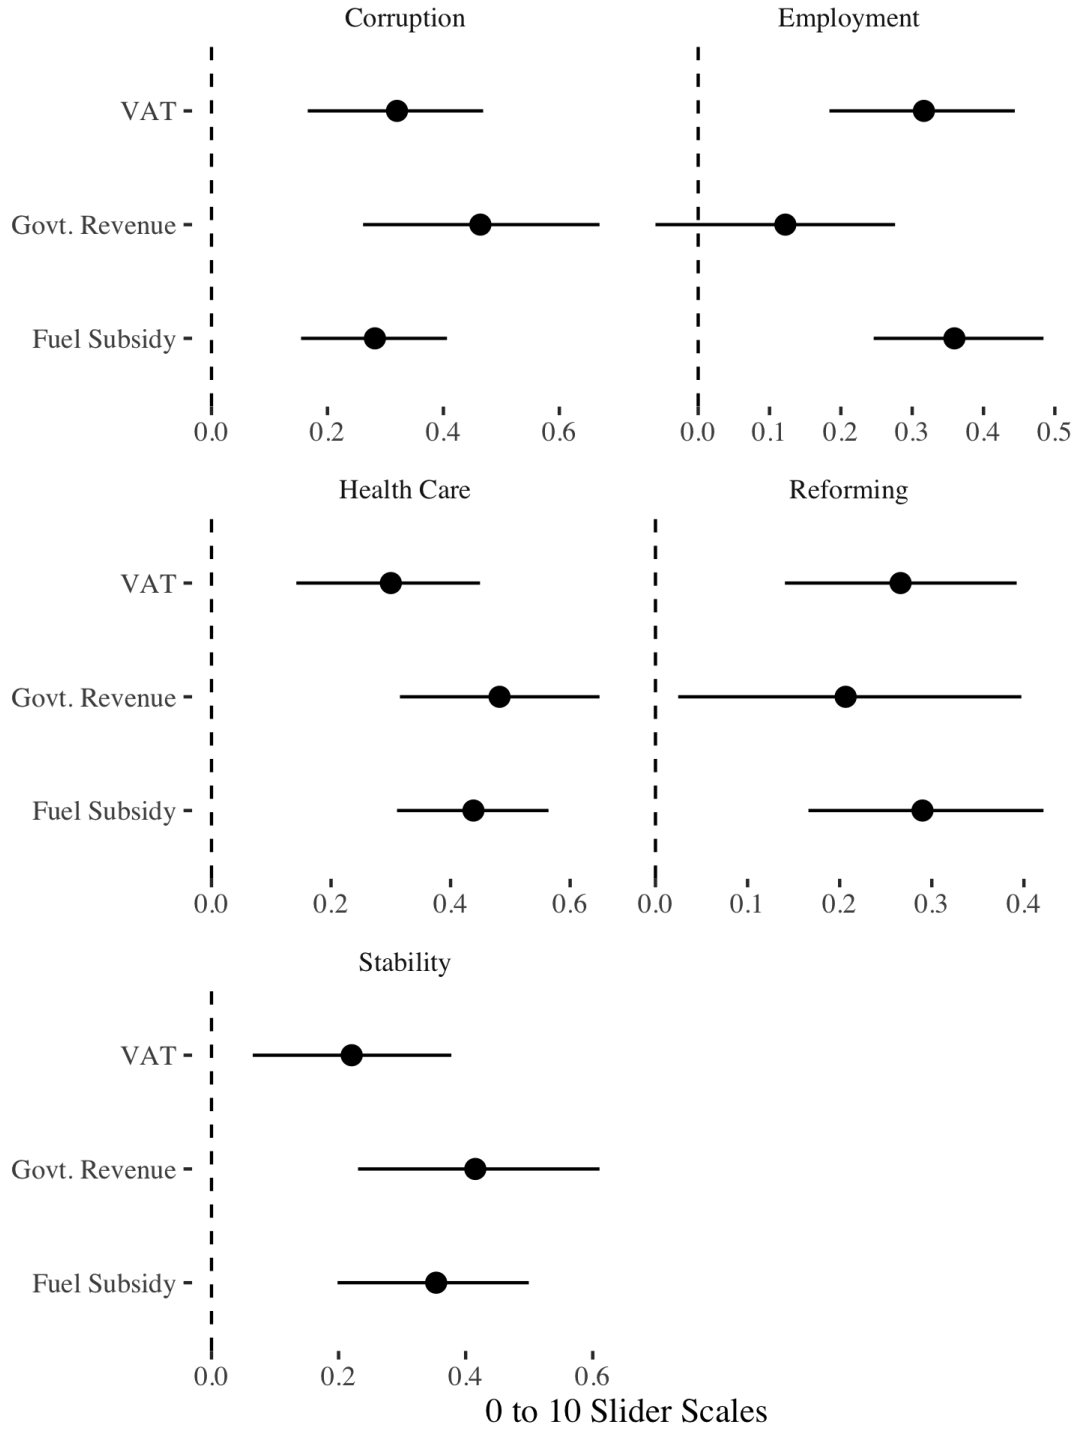 Corruption Employment
VAT
Govt. Revenue
Fuel Subsidy
0.0 0.2 0.4 0.6 0.0 0.1 0.2 0.3 0.4 0.5
Health Care Reforming
VAT
Govt. Revenue
Fuel Subsidy
0.0 0.2 0.4 0.6 0.0 0.1 0.2 0.3 0.4
Stability
VAT
Govt. Revenue
Fuel Subsidy
0.0 0.2 0.4 0.6
0 to 10 Slider Scales